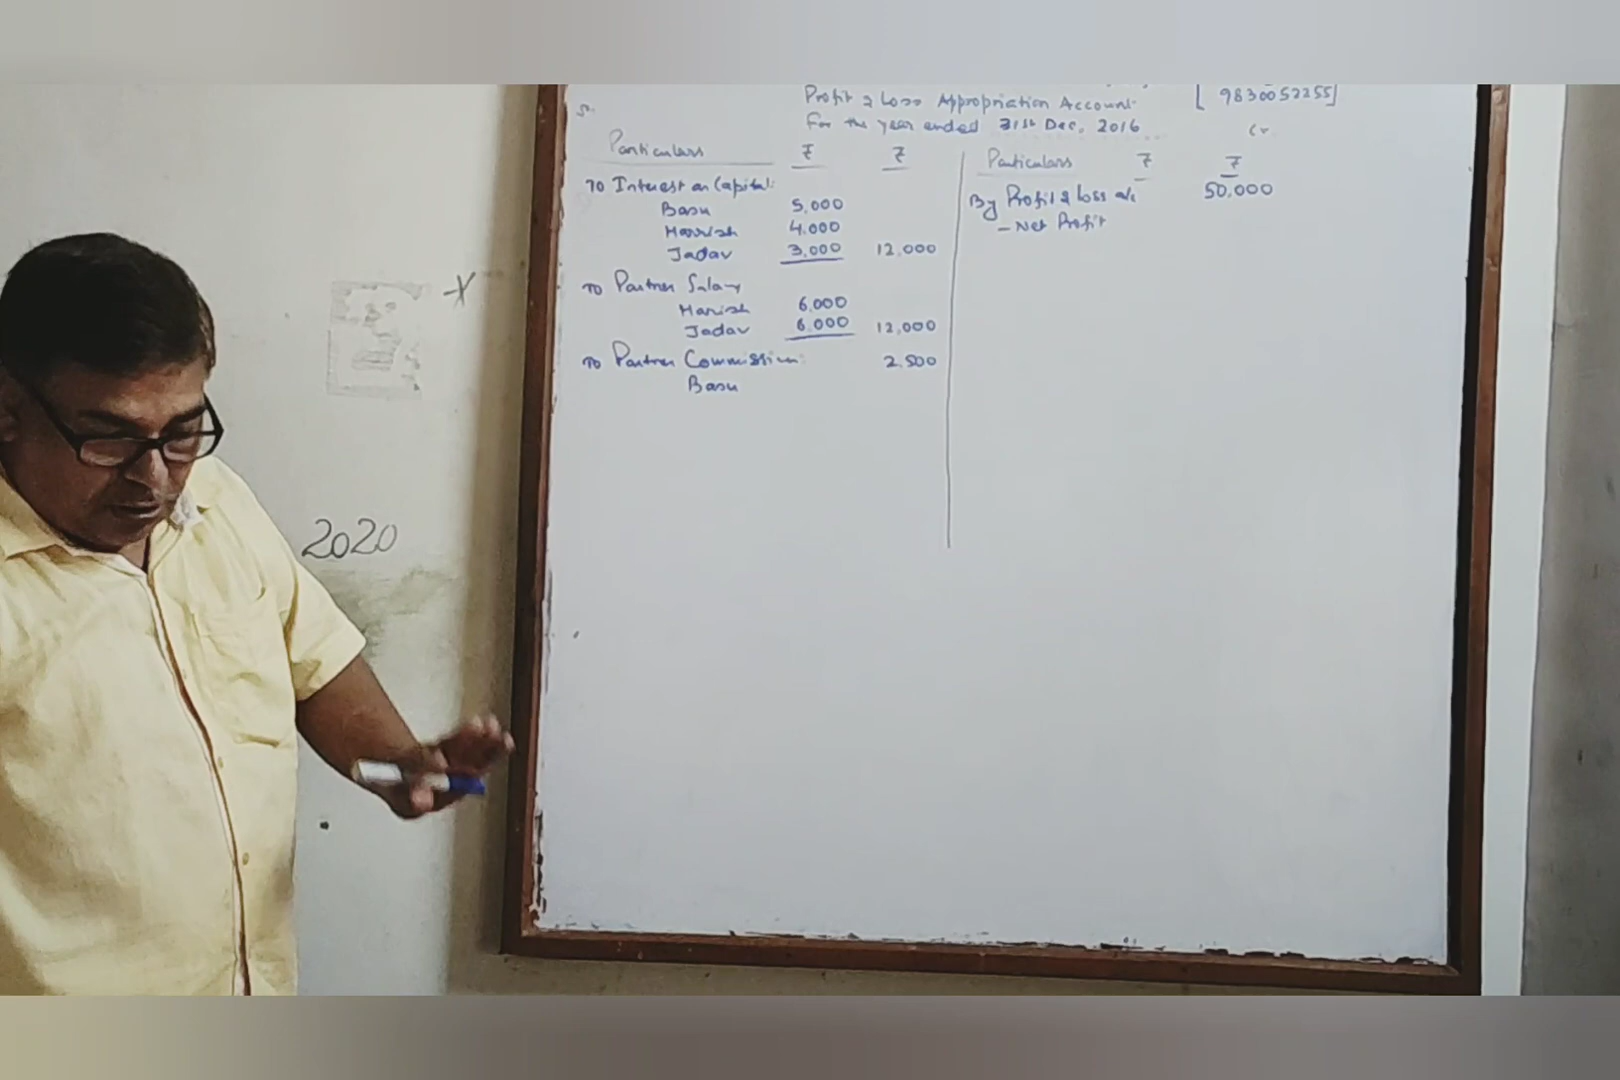 Profit & Loss Appropriation Account
For the year ended 31st Dec, 2016
[ 9830052255]
Particulars ₹ ₹
To Interest on Capital:
Basu 5,000
Harish 4,000
Jadav 3,000 12,000
To Partner Salary
Harish 6,000
Jadav 6,000 12,000
To Partner Commission: 2,500
Basu
Particulars ₹ ₹
By Profit & Loss a/c 50,000
- Net Profit
2020